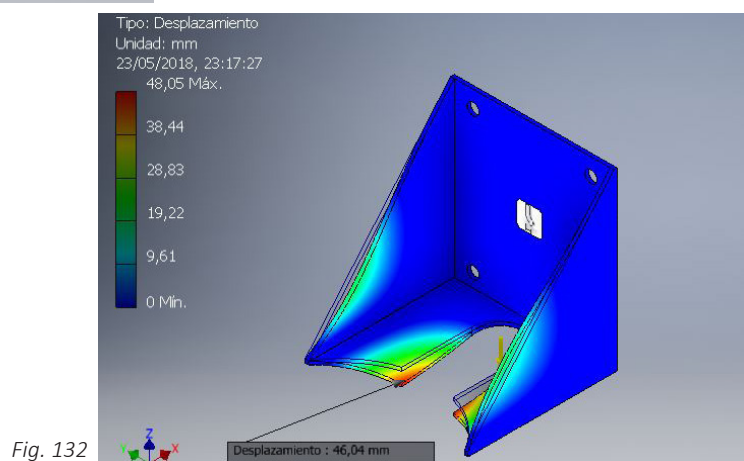 Tipo: Desplazamiento
Unidad: mm
23/05/2018, 23:17:27
48,05 Máx.
38,44
28,83
19,22
9,61
0 Mín.
Z
Y
X
Desplazamiento : 46,04 mm
Fig. 132